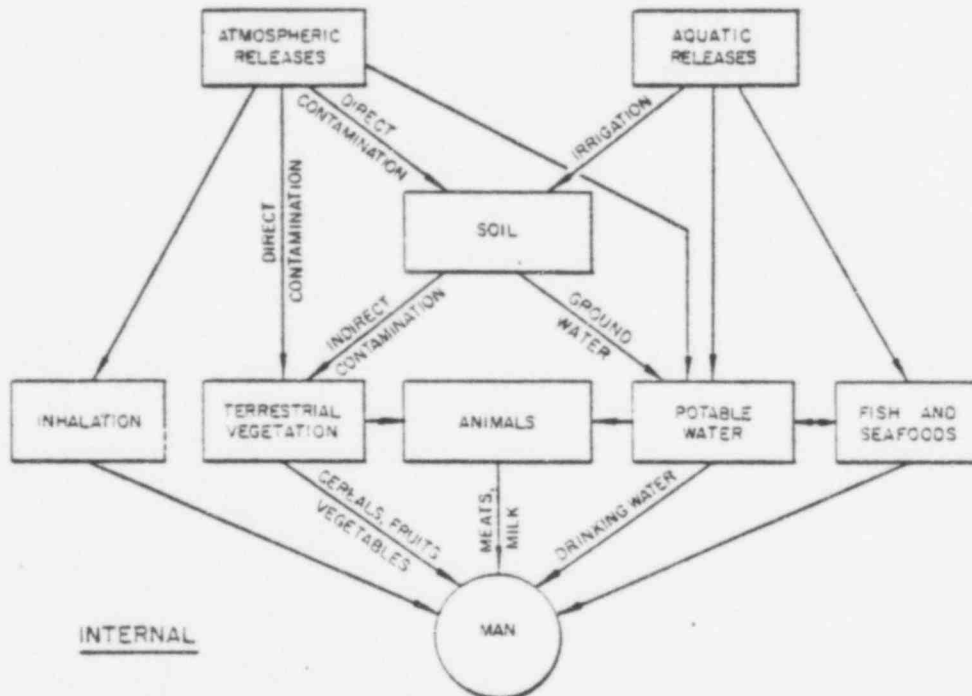 ATMOSPHERIC
RELEASES
AQUATIC
RELEASES
DIRECT
CONTAMINATION
IRRIGATION
DIRECT
CONTAMINATION
SOIL
INDIRECT
CONTAMINATION
GROUND
WATER
INHALATION
TERRESTRIAL
VEGETATION
ANIMALS
POTABLE
WATER
FISH AND
SEAFOODS
CEREALS, FRUITS
VEGETABLES
MEATS,
MILK
DRINKING WATER
MAN
INTERNAL